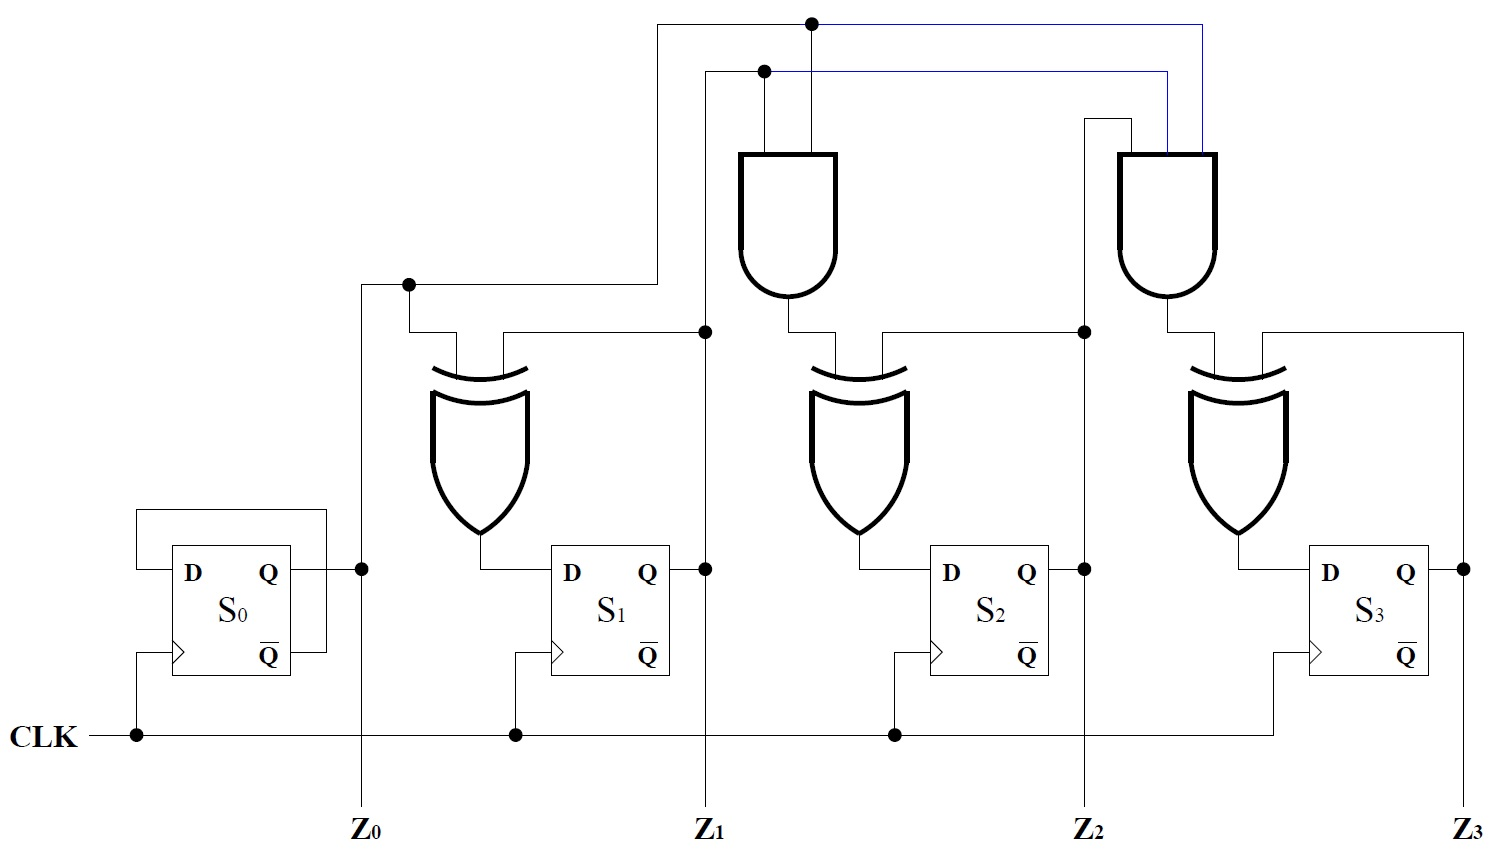 D Q D Q D Q D Q
S0 S1 S2 S3
Q̅ Q̅ Q̅ Q̅
CLK
Z0 Z1 Z2 Z3